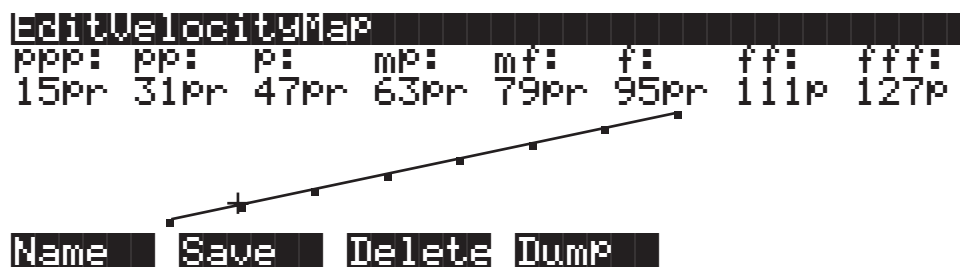 EditVelocityMap
ppp: pp: p: mp: mf: f: ff: fff:
15pr 31pr 47pr 63pr 79pr 95pr 111p 127p
Name Save Delete Dump